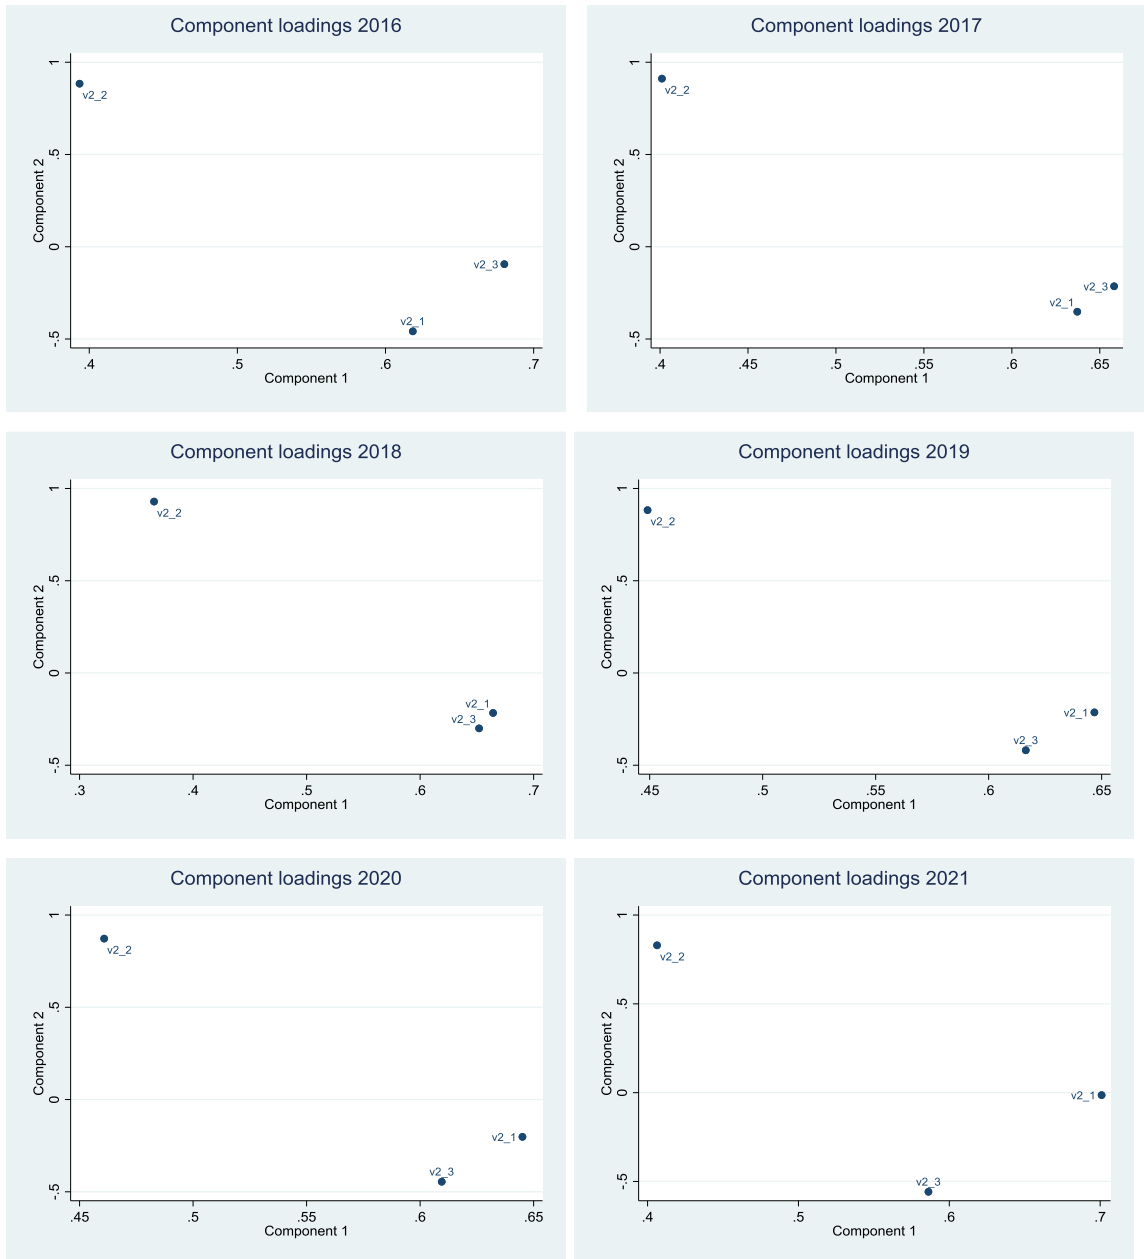 Component loadings 2016
1
.5
0
-.5
Component 2
v2_2
v2_3
v2_1
.4 .5 .6 .7
Component 1
Component loadings 2017
1
.5
0
-.5
Component 2
v2_2
v2_3
v2_1
.4 .45 .5 .55 .6 .65
Component 1
Component loadings 2018
1
.5
0
-.5
Component 2
v2_2
v2_1
v2_3
.3 .4 .5 .6 .7
Component 1
Component loadings 2019
1
.5
0
-.5
Component 2
v2_2
v2_1
v2_3
.45 .5 .55 .6 .65
Component 1
Component loadings 2020
1
.5
0
-.5
Component 2
v2_2
v2_1
v2_3
.45 .5 .55 .6 .65
Component 1
Component loadings 2021
1
.5
0
-.5
Component 2
v2_2
v2_1
v2_3
.4 .5 .6 .7
Component 1